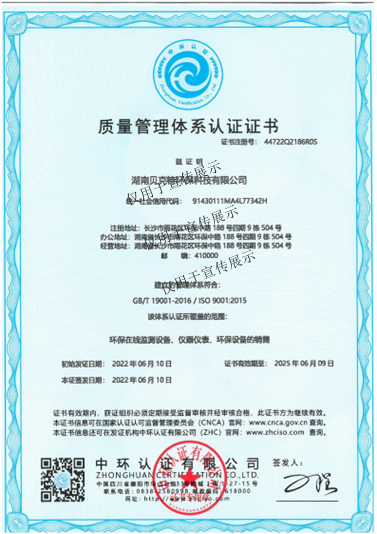 中环认证
质量管理体系认证证书
证书注册号: 44722Q2186R0S
兹证明
湖南贝克特环保科技有限公司
统一社会信用代码: 91430111MA4L77342H
注册地址: 长沙市雨花区环保中路 188 号四期 9 栋 504 号
办公地址: 湖南省长沙市雨花区环保中路 188 号四期 9 栋 504 号
经营地址: 湖南省长沙市雨花区环保中路 188 号四期 9 栋 504 号
邮 编: 410000
建立的管理体系符合:
GB/T 19001-2016 / ISO 9001:2015
该体系认证所覆盖的范围:
环保在线监测设备、仪器仪表、环保设备的销售
初始发证日期: 2022 年 06 月 10 日
证书有效期至: 2025 年 06 月 09 日
本证签发日期: 2022 年 06 月 10 日
证书有效期内,获证组织必须定期接受监督审核并经审核合格,此证书方为继续有效。
本证书信息可在国家认证认可监督管理委员会(CNCA)官网:www.cnca.gov.cn 查询
本证书信息还可在发证机构中环认证有限公司(ZHC)官网:www.zhciso.com 查询。
中环认证有限公司
ZHONGHUAN CERTIFICATION CO.,LTD
签发人:
仅用于宣传展示
仅用于宣传展示
仅用于宣传展示